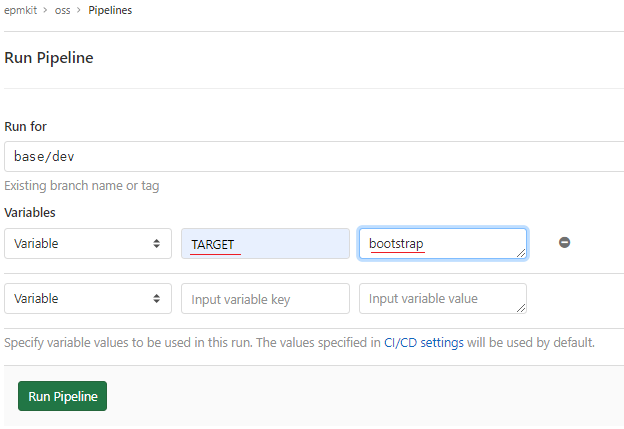 epmkit > oss > Pipelines
Run Pipeline
Run for
base/dev
Existing branch name or tag
Variables
Variable TARGET bootstrap
Variable Input variable key Input variable value
Specify variable values to be used in this run. The values specified in CI/CD settings will be used by default.
Run Pipeline